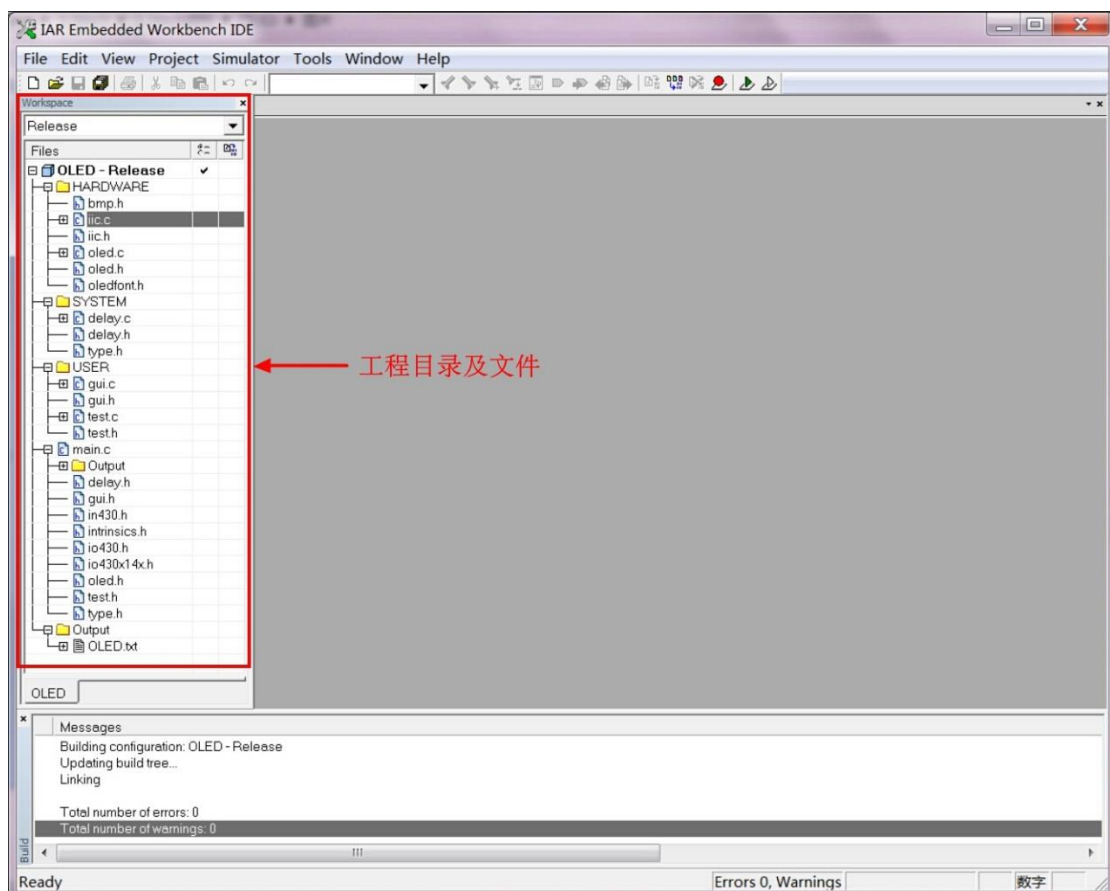 IAR Embedded Workbench IDE
File Edit View Project Simulator Tools Window Help
Workspace
Release
Files
OLED - Release
HARDWARE
bmp.h
iic.c
iic.h
oled.c
oled.h
oledfont.h
SYSTEM
delay.c
delay.h
type.h
USER
gui.c
gui.h
test.c
test.h
main.c
Output
delay.h
gui.h
in430.h
intrinsics.h
io430.h
io430x14x.h
oled.h
test.h
type.h
Output
OLED.txt
工程目录及文件
OLED
Messages
Building configuration: OLED - Release
Updating build tree...
Linking
Total number of errors: 0
Total number of warnings: 0
Build
Ready
Errors 0, Warnings
数字